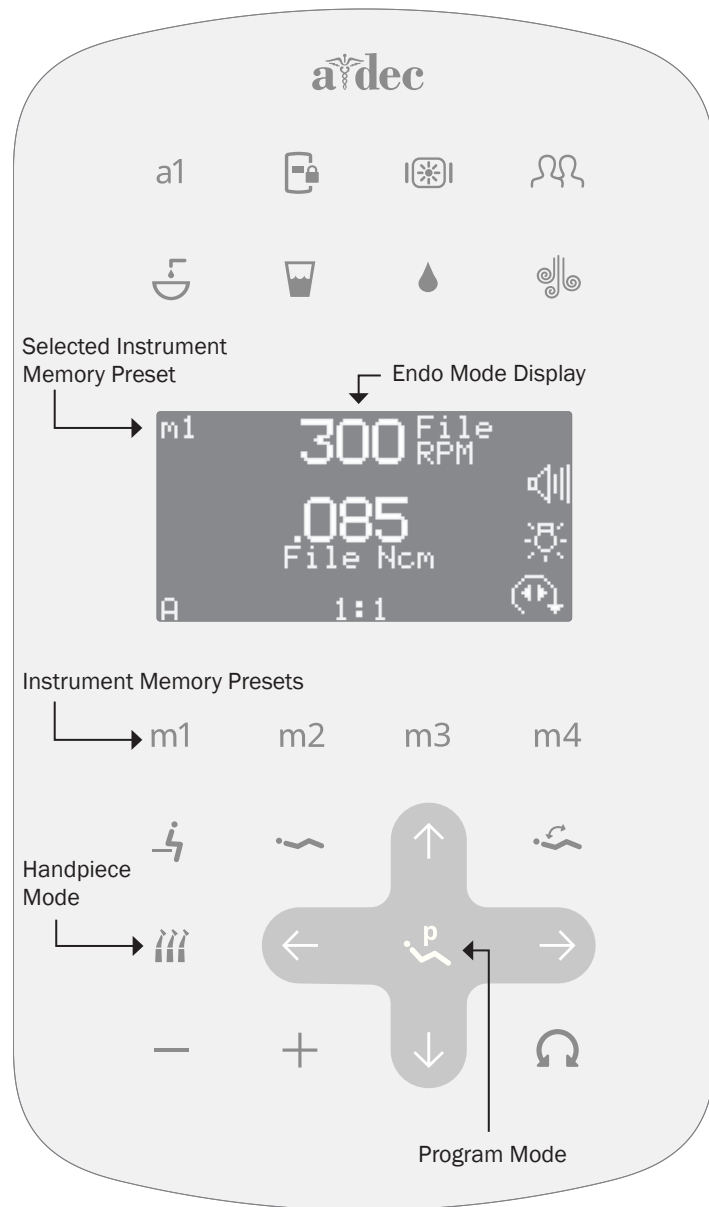 a dec
a1
Selected Instrument
Memory Preset
Endo Mode Display
m1
300 File
RPM
.085
File Ncm
A
1:1
Instrument Memory Presets
m1 m2 m3 m4
Handpiece
Mode
p
Program Mode